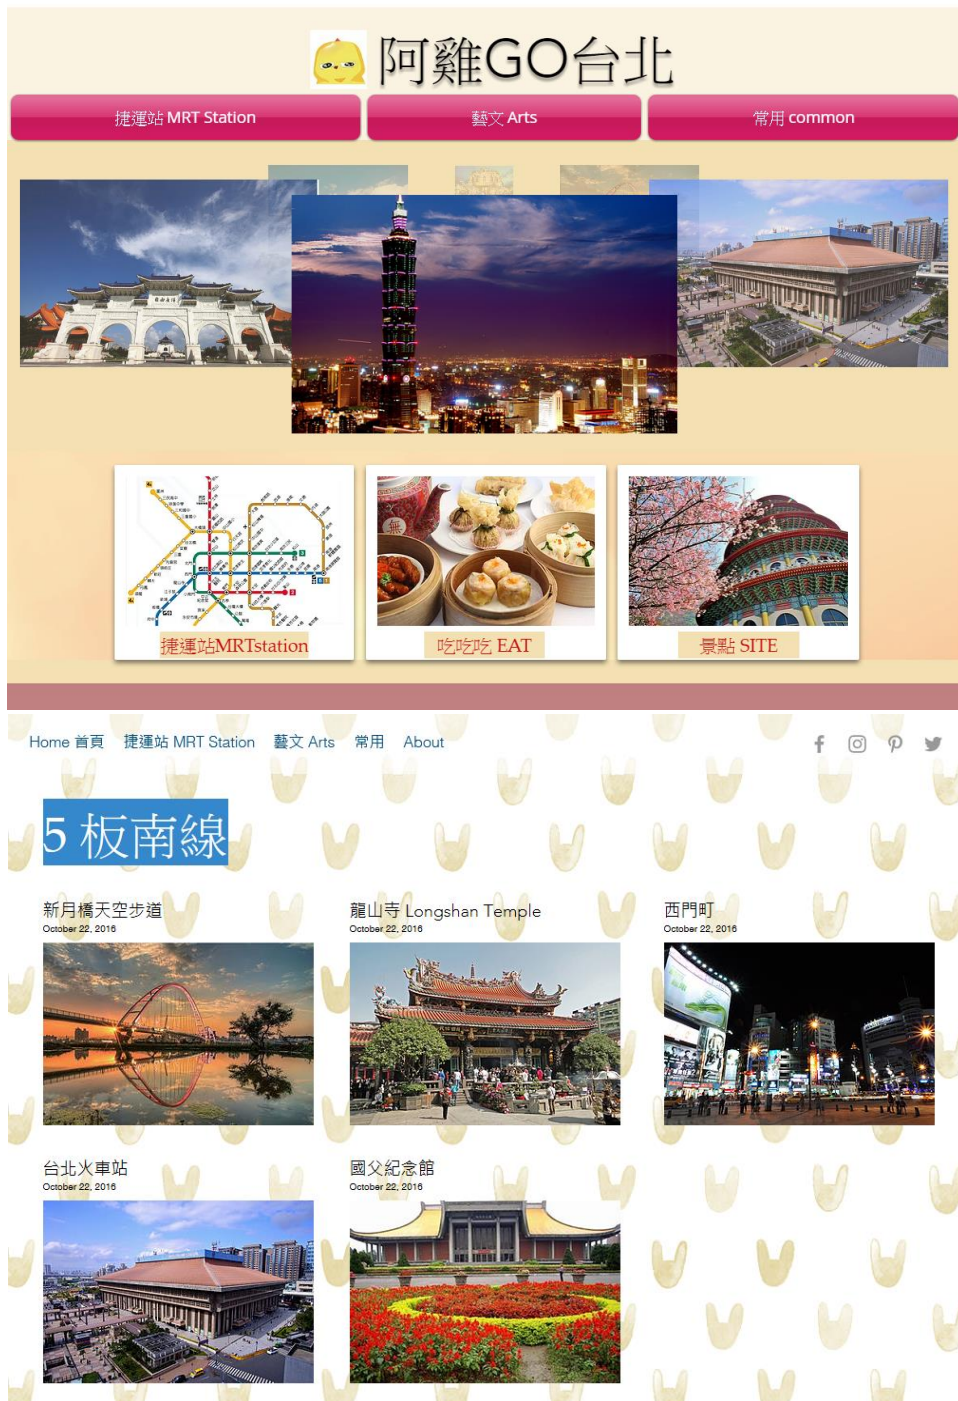 阿雞GO台北
捷運站 MRT Station
藝文 Arts
常用 common
捷運站MRTstation
吃吃吃 EAT
景點 SITE
Home 首頁 捷運站 MRT Station 藝文 Arts 常用 About
5 板南線
新月橋天空步道
October 22, 2016
龍山寺 Longshan Temple
October 22, 2016
西門町
October 22, 2016
台北火車站
October 22, 2016
國父紀念館
October 22, 2016